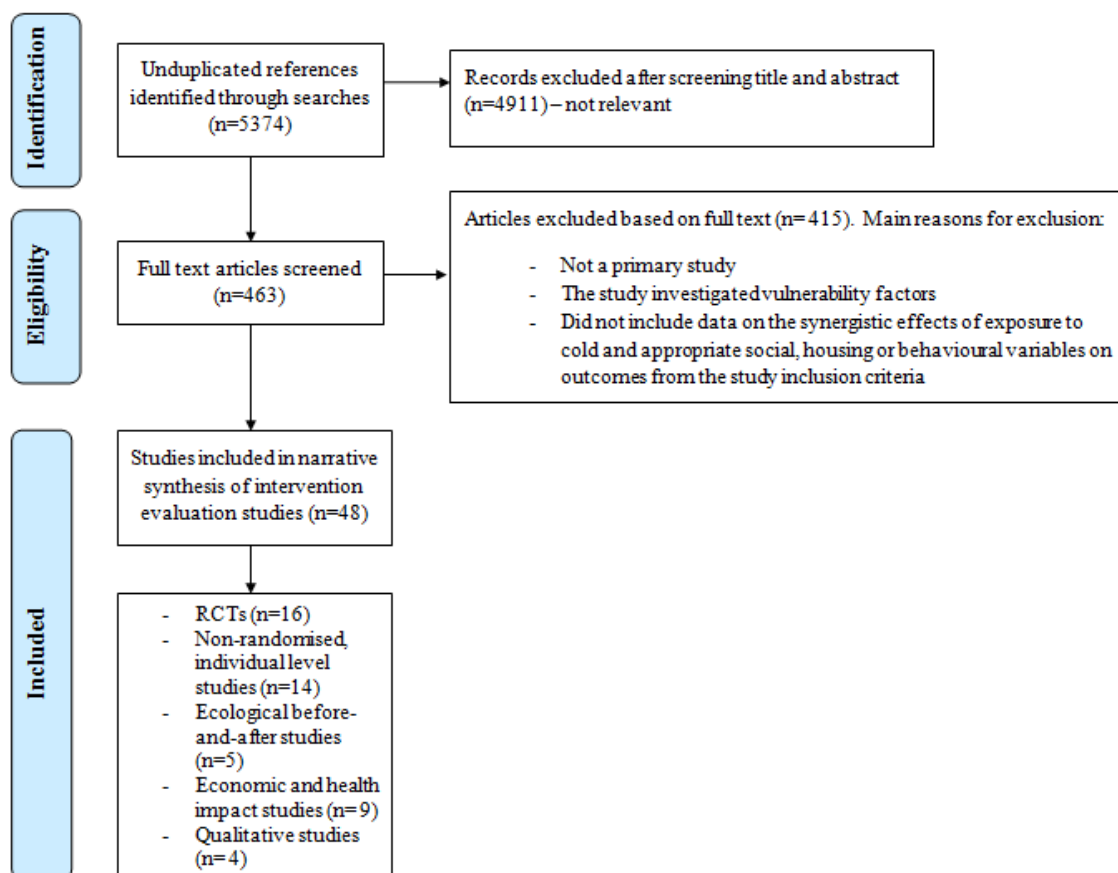 Identification
Unduplicated references
identified through searches
(n=5374)
Records excluded after screening title and abstract
(n=4911) – not relevant
Eligibility
Full text articles screened
(n=463)
Articles excluded based on full text (n= 415). Main reasons for exclusion:
- Not a primary study
- The study investigated vulnerability factors
- Did not include data on the synergistic effects of exposure to
cold and appropriate social, housing or behavioural variables on
outcomes from the study inclusion criteria
Included
Studies included in narrative
synthesis of intervention
evaluation studies (n=48)
- RCTs (n=16)
- Non-randomised,
individual level
studies (n=14)
- Ecological before-
and-after studies
(n=5)
- Economic and health
impact studies (n= 9)
- Qualitative studies
(n= 4)